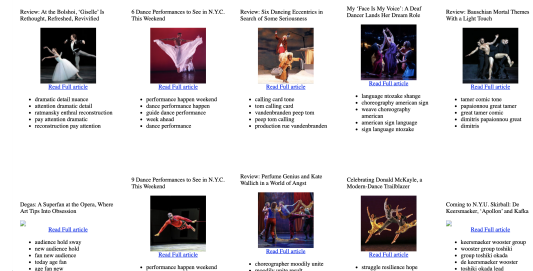 Review: At the Bolshoi, 'Giselle' Is
Rethought, Refreshed, Revivified
Read Full article
dramatic detail nuance
attention dramatic detail
ratmansky enthral reconstruction
pay attention dramatic
reconstruction pay attention
6 Dance Performances to See in N.Y.C.
This Weekend
Read Full article
performance happen weekend
dance performance happen
guide dance performance
week ahead
dance performance
Review: Six Dancing Eccentrics in
Search of Some Seriousness
Read Full article
calling card tone
tom calling card
vandenbranden peep tom
peep tom calling
production rue vandenbranden
My 'Face Is My Voice': A Deaf
Dancer Lands Her Dream Role
Read Full article
language ntozake shange
choreography american sign
weave choreography
american
american sign language
sign language ntozake
Review: Bauschian Mortal Themes
With a Light Touch
Read Full article
tamer comic tone
papaioannou great tamer
great tamer comic
dimitris papaioannou great
dimitris
Degas: A Superfan at the Opera, Where
Art Tips Into Obsession
Read Full article
audience hold sway
new audience hold
fan new audience
today age fan
age fan new
9 Dance Performances to See in N.Y.C.
This Weekend
Read Full article
performance happen weekend
Review: Perfume Genius and Kate
Wallich in a World of Angst
Read Full article
choreographer moodily unite
moodily unite result
Celebrating Donald McKayle, a
Modern-Dance Trailblazer
Read Full article
struggle resilience hope
Coming to N.Y.U. Skirball: De
Keersmaeker, 'Apollon' and Kafka
Read Full article
keersmaeker wooster group
wooster group toshiki
group toshiki okada
de keersmaeker wooster
toshiki okada lead